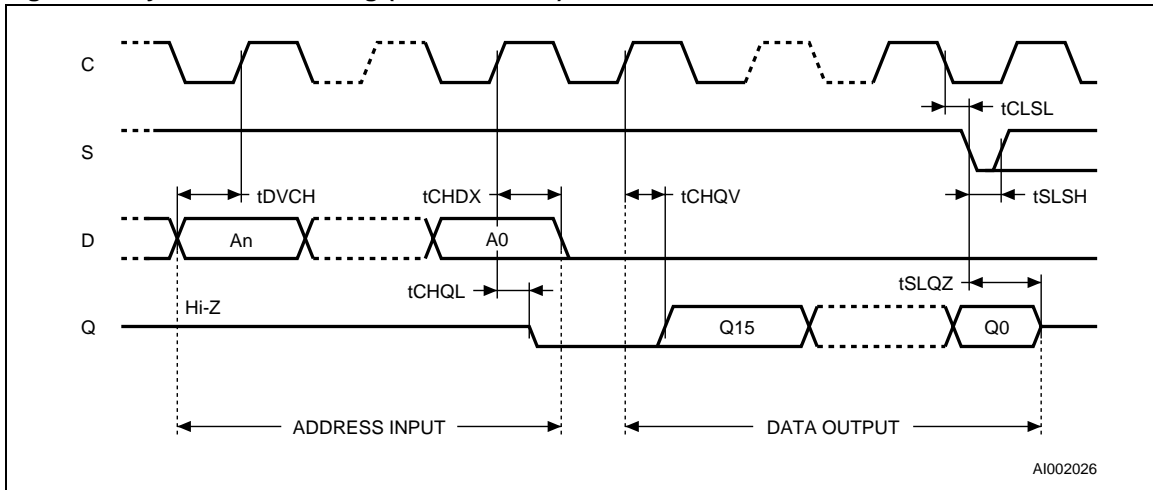 C
tCLSL
S
tDVCH
tCHDX
tCHQV
tSLSH
D
An
A0
tCHQL
tSLQZ
Hi-Z
Q
Q15
Q0
ADDRESS INPUT
DATA OUTPUT
AI002026